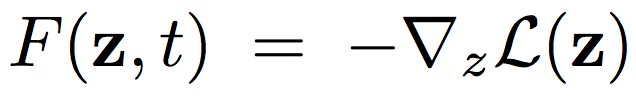 F(𝐳, t) = −∇_z ℒ(𝐳)